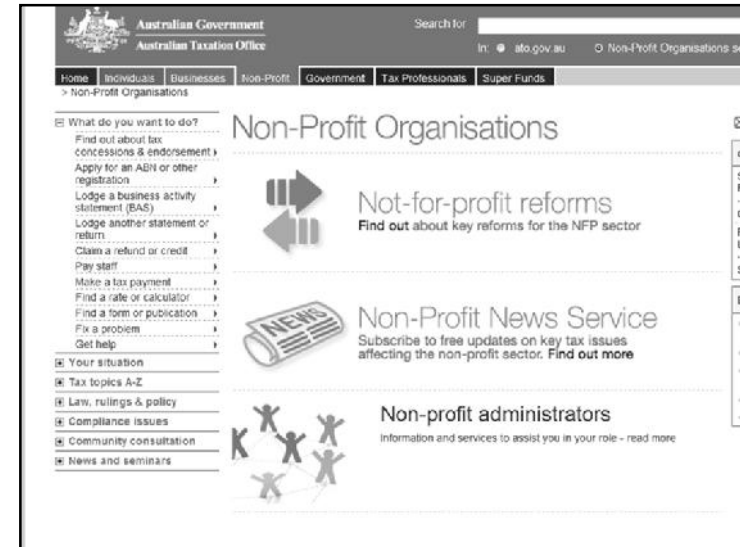 Australian Government
Australian Taxation Office
Search for
In: ato.gov.au Non-Profit Organisations
Home Individuals Businesses Non-Profit Government Tax Professionals Super Funds
> Non-Profit Organisations
What do you want to do?
Find out about tax
concessions & endorsement
Apply for an ABN or other
registration
Lodge a business activity
statement (BAS)
Lodge another statement or
return
Claim a refund or credit
Pay staff
Make a tax payment
Find a rate or calculator
Find a form or publication
Fix a problem
Get help
Your situation
Tax topics A-Z
Law, rulings & policy
Compliance issues
Community consultation
News and seminars
Non-Profit Organisations
Not-for-profit reforms
Find out about key reforms for the NFP sector
NEWS
Non-Profit News Service
Subscribe to free updates on key tax issues
affecting the non-profit sector. Find out more
Non-profit administrators
Information and services to assist you in your role - read more